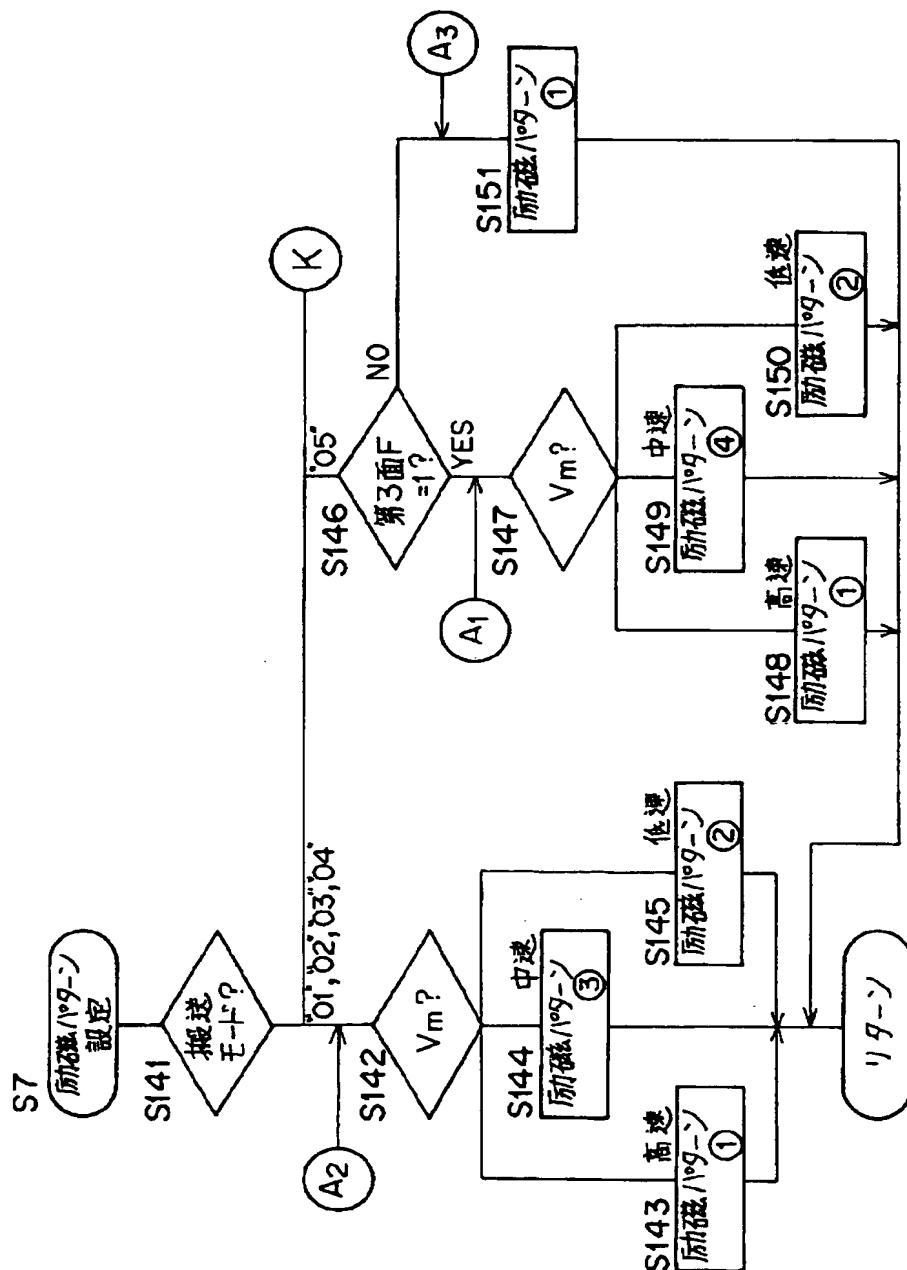 S7
励磁パターン
設定
S141
搬送
モード?
"01","02","03","04"
"05"
K
A2
S142
Vm?
S143
高速
励磁パターン
①
S144
中速
励磁パターン
③
S145
低速
励磁パターン
②
リターン
S146
第3面F
=1?
NO
YES
A1
A3
S147
Vm?
S148
高速
励磁パターン
①
S149
中速
励磁パターン
④
S150
低速
励磁パターン
②
S151
励磁パターン
①